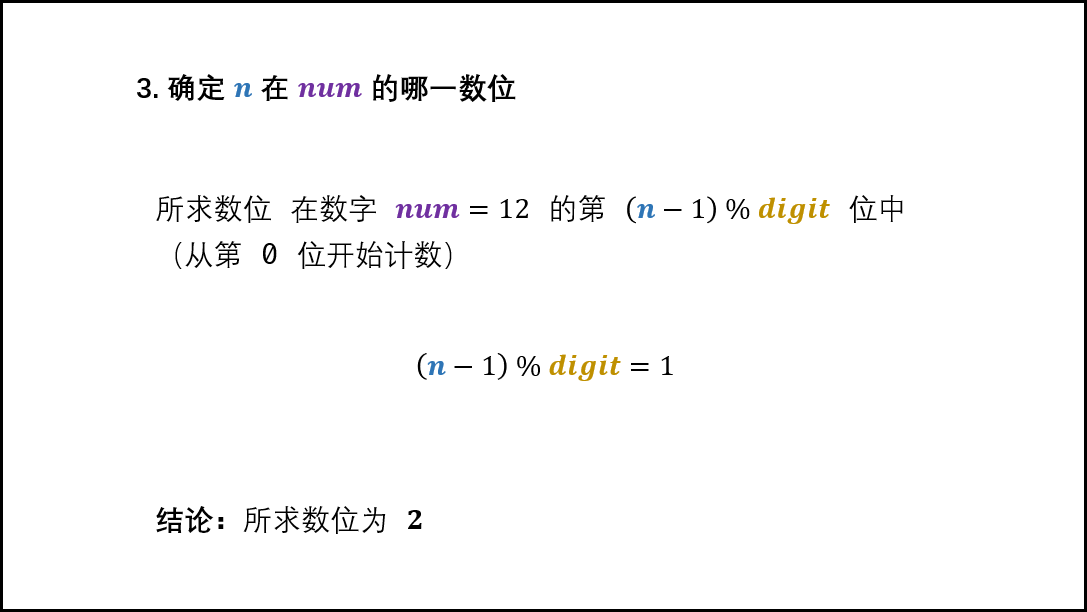 3. 确定 n 在 num 的哪一数位
所求数位 在数字 num = 12 的第 (n − 1) % digit 位中
（从第 0 位开始计数）
(n − 1) % digit = 1
结论：所求数位为 2